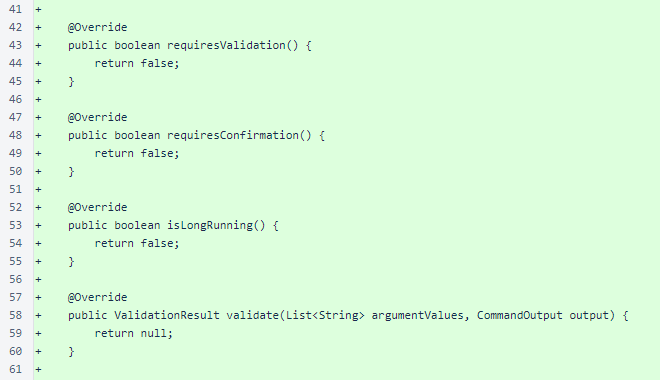 41 +
42 + @Override
43 + public boolean requiresValidation() {
44 + return false;
45 + }
46 +
47 + @Override
48 + public boolean requiresConfirmation() {
49 + return false;
50 + }
51 +
52 + @Override
53 + public boolean isLongRunning() {
54 + return false;
55 + }
56 +
57 + @Override
58 + public ValidationResult validate(List<String> argumentValues, CommandOutput output) {
59 + return null;
60 + }
61 +